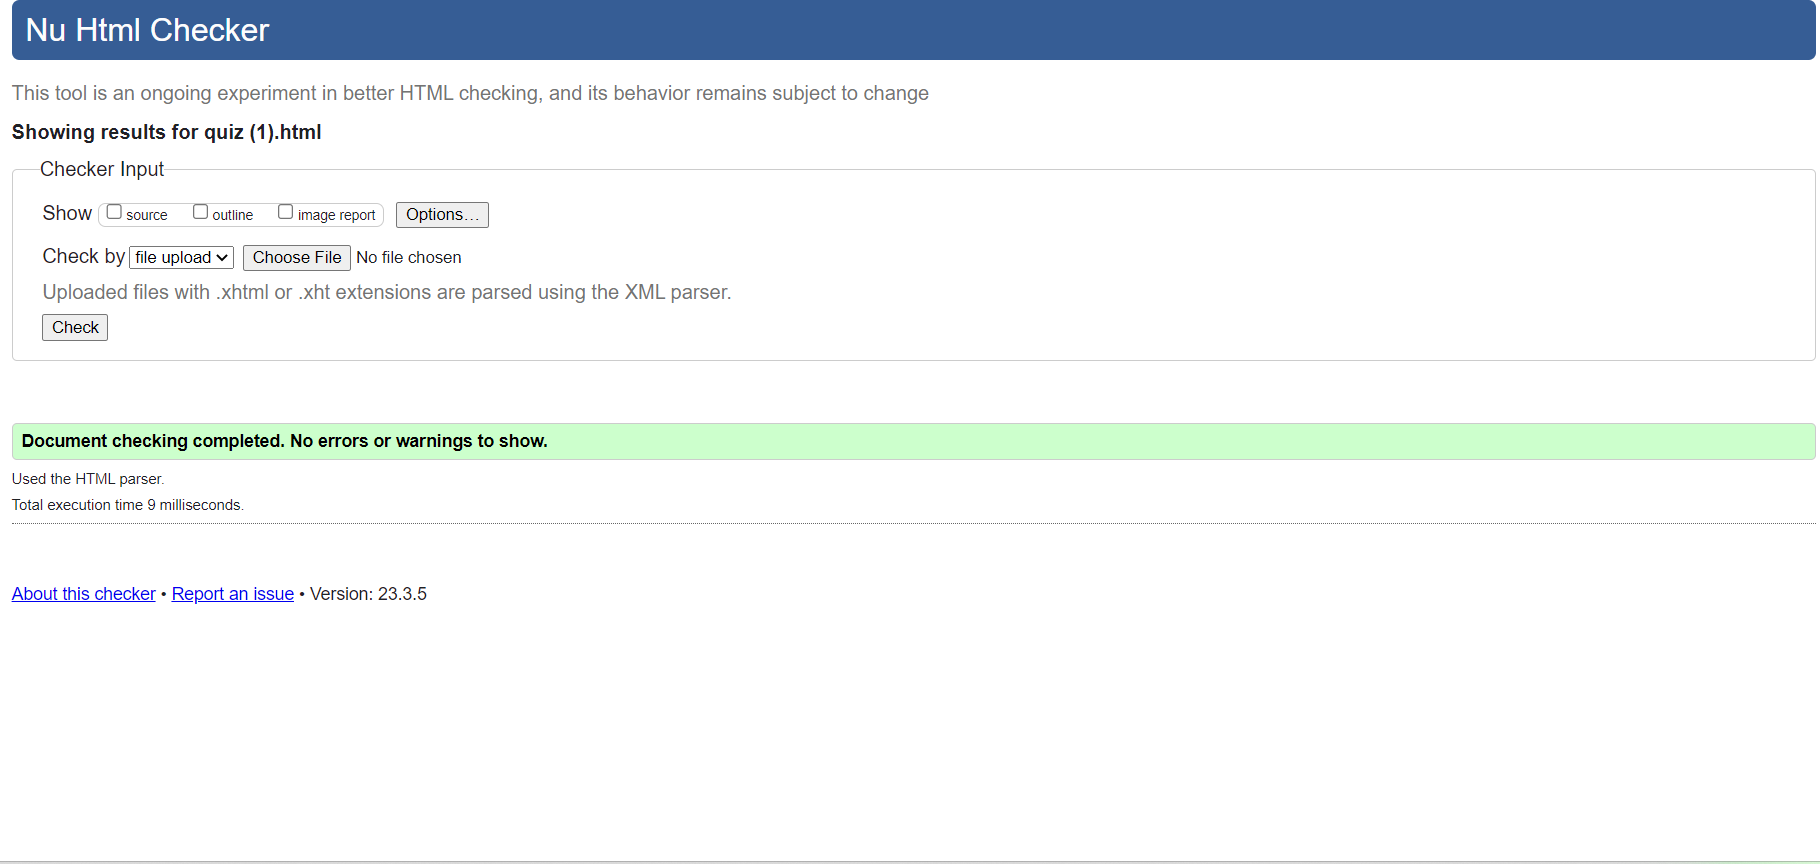 Nu Html Checker
This tool is an ongoing experiment in better HTML checking, and its behavior remains subject to change
Showing results for quiz (1).html
Checker Input
Show source outline image report Options…
Check by file upload Choose File No file chosen
Uploaded files with .xhtml or .xht extensions are parsed using the XML parser.
Check
Document checking completed. No errors or warnings to show.
Used the HTML parser.
Total execution time 9 milliseconds.
About this checker • Report an issue • Version: 23.3.5